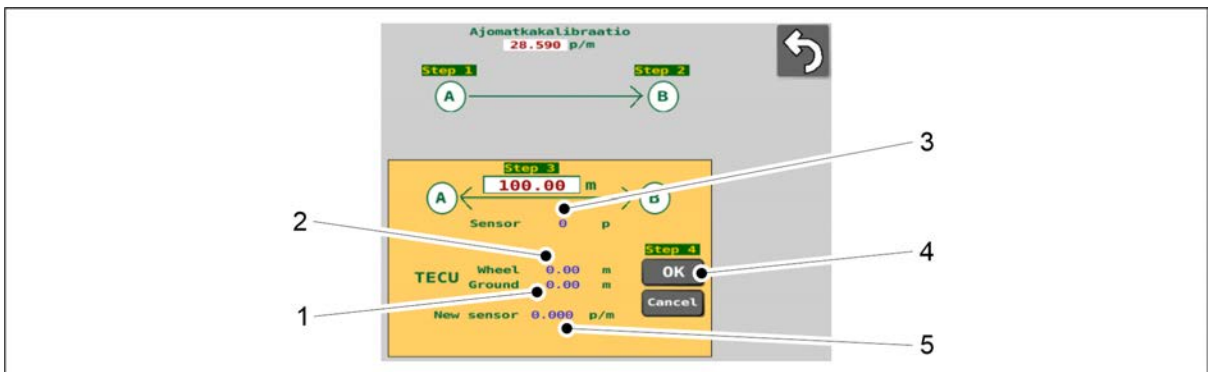 Ajomatkakalibraatio
28.590 p/m
Step 1 Step 2
A B
3
Step 3
100.00 m
A B
2
Sensor 0 p
Step 4
4
Wheel 0.00 m OK
TECU
Ground 0.00 m
1
Cancel
New sensor 0.000 p/m
5